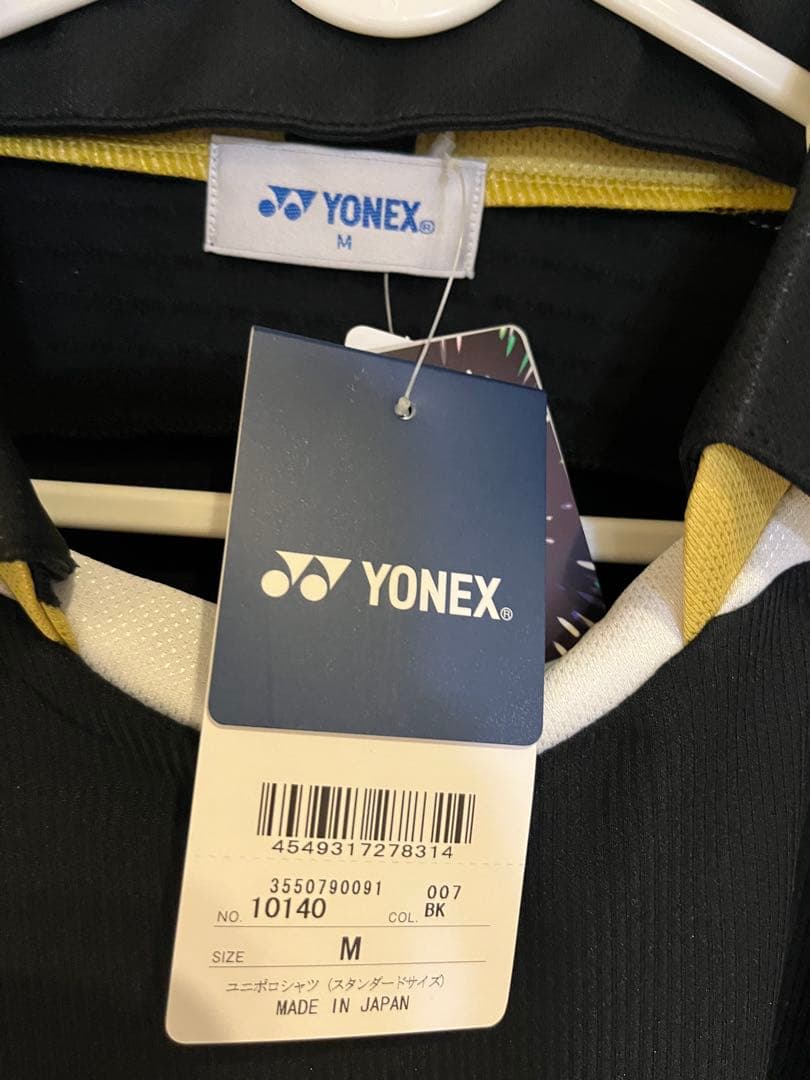 YONEX®
M
YONEX®
4549317278314
3550790091 007
NO. 10140 COL. BK
SIZE M
ユニポロシャツ (スタンダードサイズ)
MADE IN JAPAN